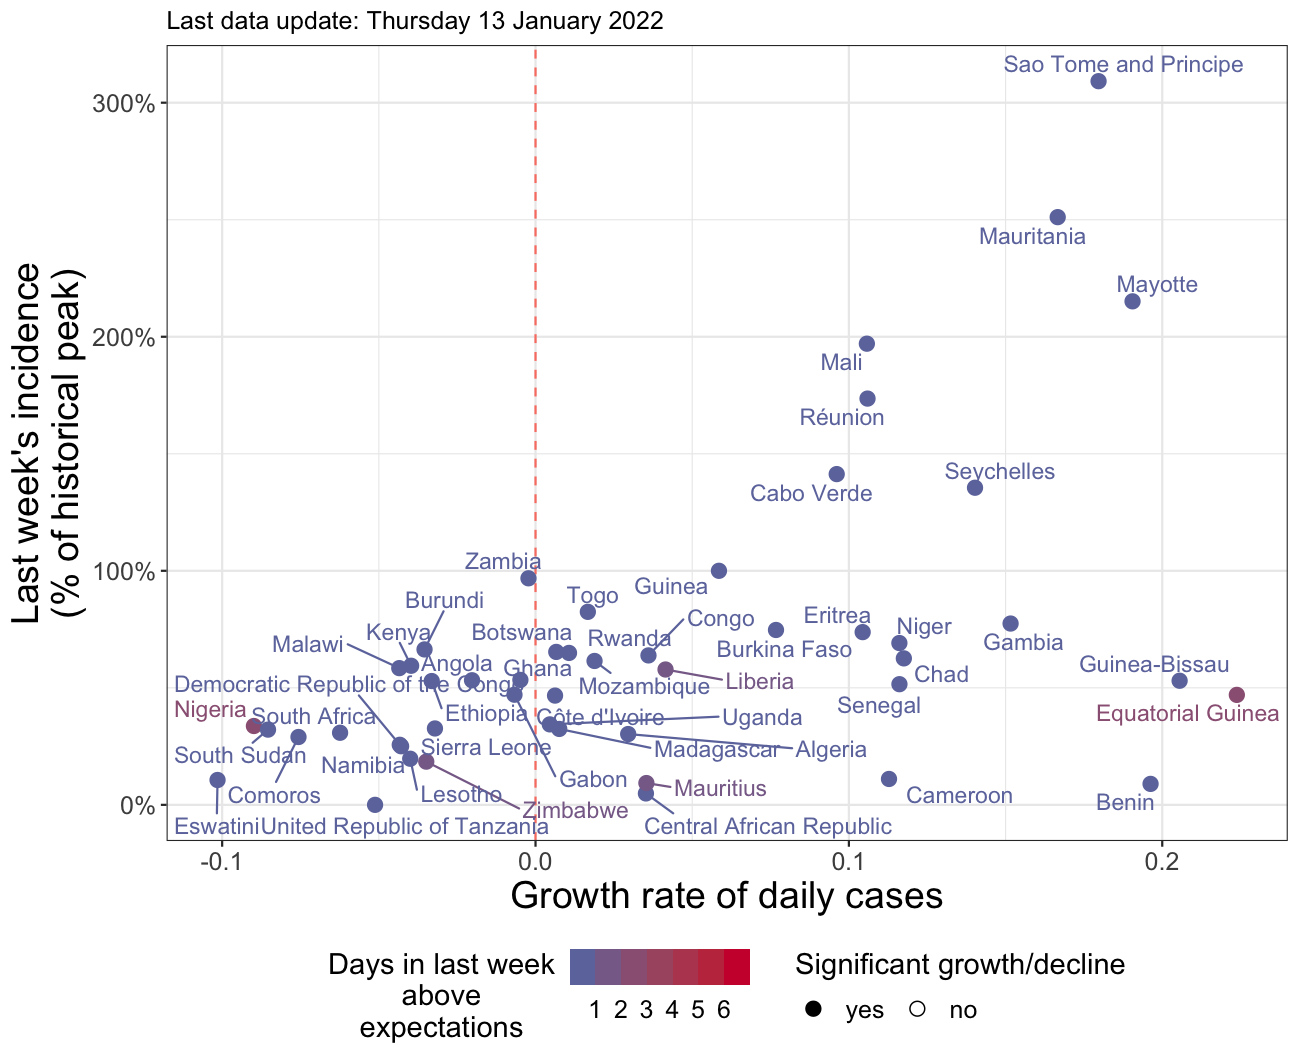 Last data update: Thursday 13 January 2022
Last week's incidence
(% of historical peak)
300%
200%
100%
0%
Sao Tome and Principe
Mauritania
Mayotte
Mali
Réunion
Seychelles
Cabo Verde
Zambia
Guinea
Togo
Burundi
Congo
Eritrea
Niger
Kenya
Botswana
Rwanda
Malawi
Gambia
Burkina Faso
Angola
Ghana
Guinea-Bissau
Chad
Democratic Republic of the Congo
Mozambique
Liberia
Senegal
Nigeria
South Africa
Ethiopia
Côte d'Ivoire
Uganda
Equatorial Guinea
South Sudan
Sierra Leone
Madagascar
Algeria
Namibia
Gabon
Mauritius
Comoros
Lesotho
Cameroon
Benin
Zimbabwe
Eswatini
United Republic of Tanzania
Central African Republic
-0.1
0.0
0.1
0.2
Growth rate of daily cases
Days in last week
above
expectations
1 2 3 4 5 6
Significant growth/decline
yes
no